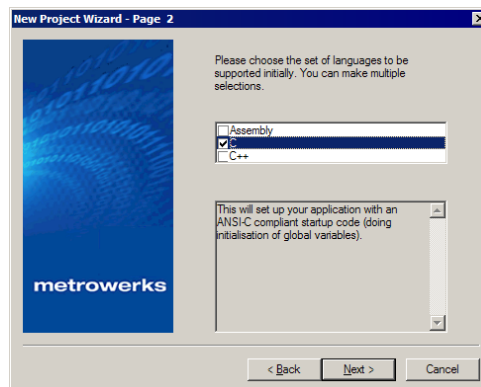 New Project Wizard - Page 2
Please choose the set of languages to be
supported initially. You can make multiple
selections.
Assembly
C
C++
This will set up your application with an
ANSI-C compliant startup code (doing
initialisation of global variables).
metrowerks
< Back
Next >
Cancel